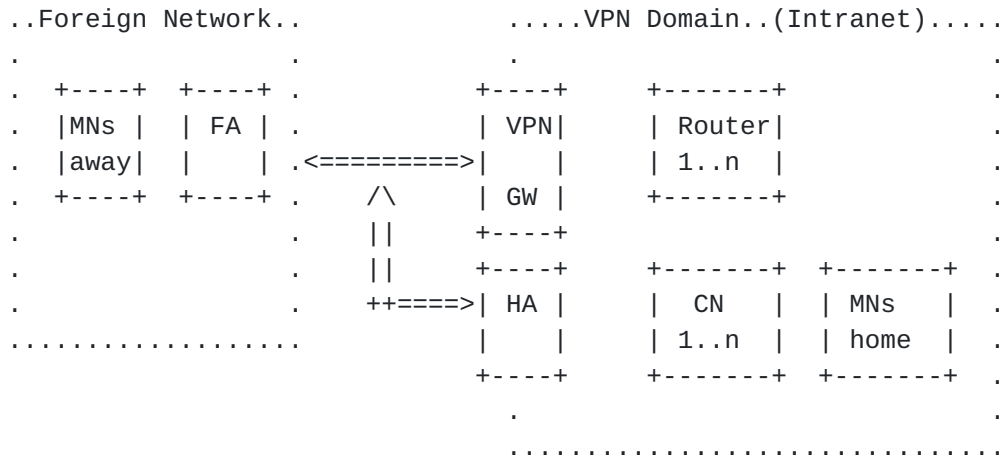 ..Foreign Network..             .....VPN Domain..(Intranet).....
.                 .             .                              .
.  +----+  +----+ .           +----+     +-------+             .
.  |MNs |  | FA | .           | VPN|     | Router|             .
.  |away|  |    | .<=========>|    |     | 1..n  |             .
.  +----+  +----+ .    /\     | GW |     +-------+             .
.                 .    ||     +----+                           .
.                 .    ||     +----+     +-------+  +-------+  .
.                 .    ++====>| HA |     |  CN   |  | MNs   |  .
...................           |    |     | 1..n  |  | home  |  .
                              +----+     +-------+  +-------+  .
                                .                              .
                                ................................